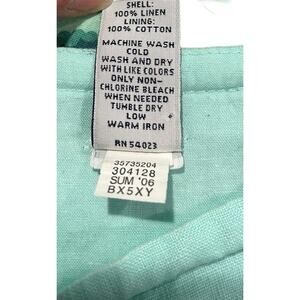 SHELL:
100% LINEN
LINING:
100% COTTON
MACHINE WASH
COLD
WASH AND DRY
WITH LIKE COLORS
ONLY NON-
CHLORINE BLEACH
WHEN NEEDED
TUMBLE DRY
LOW
WARM IRON
RN 54023
35735204
304128
SUM '06
BX5XY